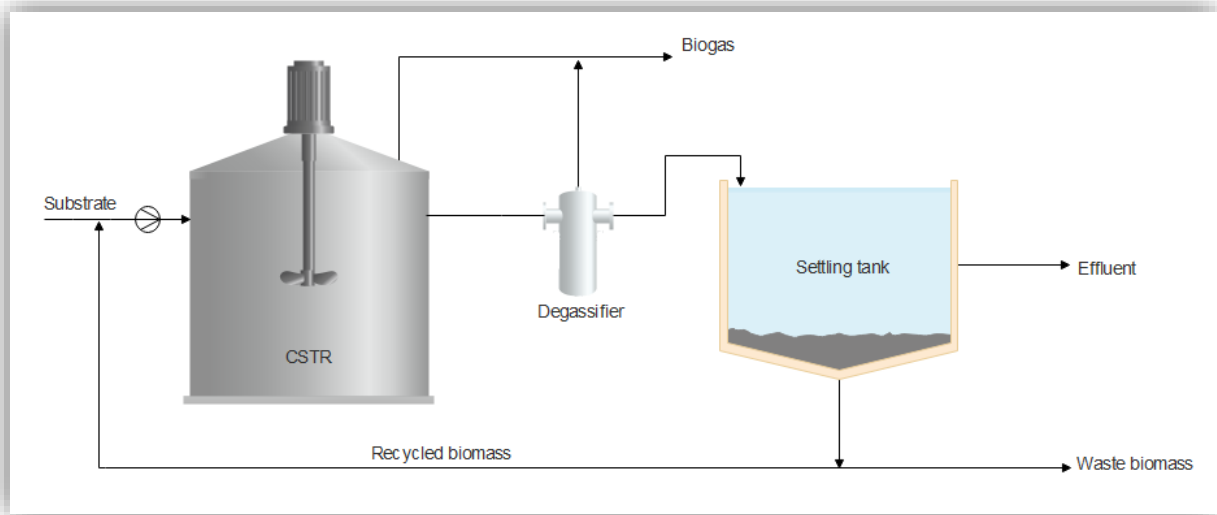 Biogas
Substrate
Settling tank
Effluent
Degassifier
CSTR
Recycled biomass
Waste biomass